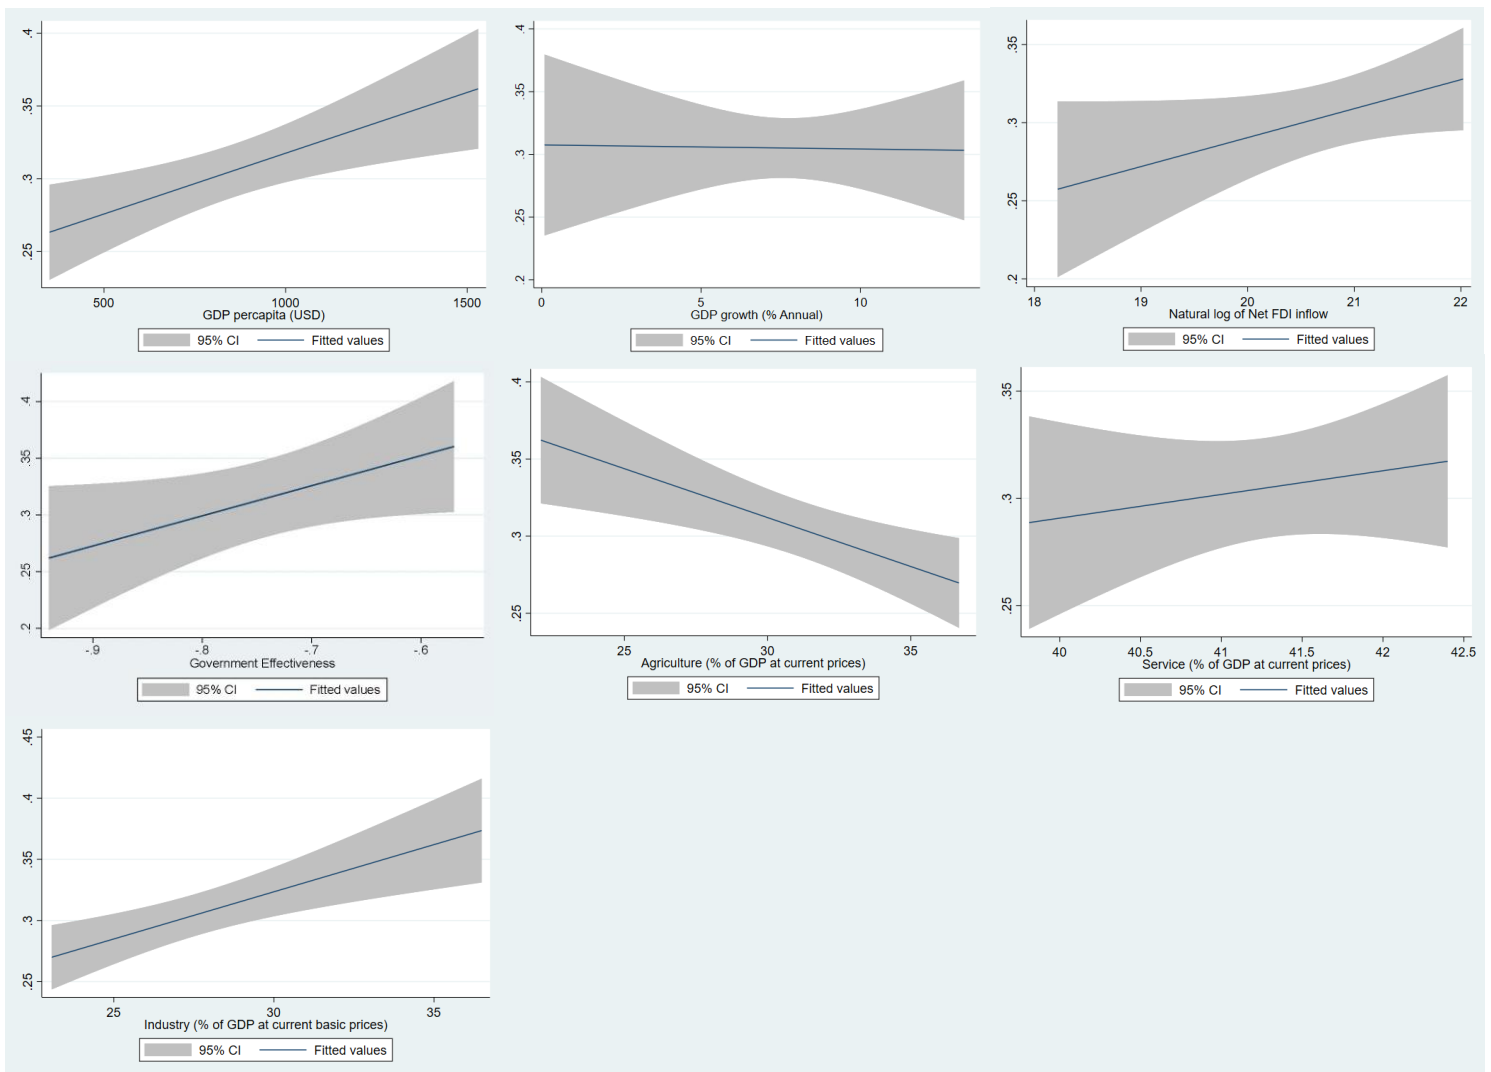 .4
.35
.3
.25
500
1000
1500
GDP percapita (USD)
95% CI
Fitted values
.4
.35
.3
.25
.2
0
5
10
GDP growth (% Annual)
95% CI
Fitted values
.35
.3
.25
.2
18
19
20
21
22
Natural log of Net FDI inflow
95% CI
Fitted values
.4
.35
.3
.25
.2
-.9
-.8
-.7
-.6
Government Effectiveness
95% CI
Fitted values
.4
.35
.3
.25
25
30
35
Agriculture (% of GDP at current prices)
95% CI
Fitted values
.35
.3
.25
40
40.5
41
41.5
42
42.5
Service (% of GDP at current prices)
95% CI
Fitted values
.45
.4
.35
.3
.25
25
30
35
Industry (% of GDP at current basic prices)
95% CI
Fitted values